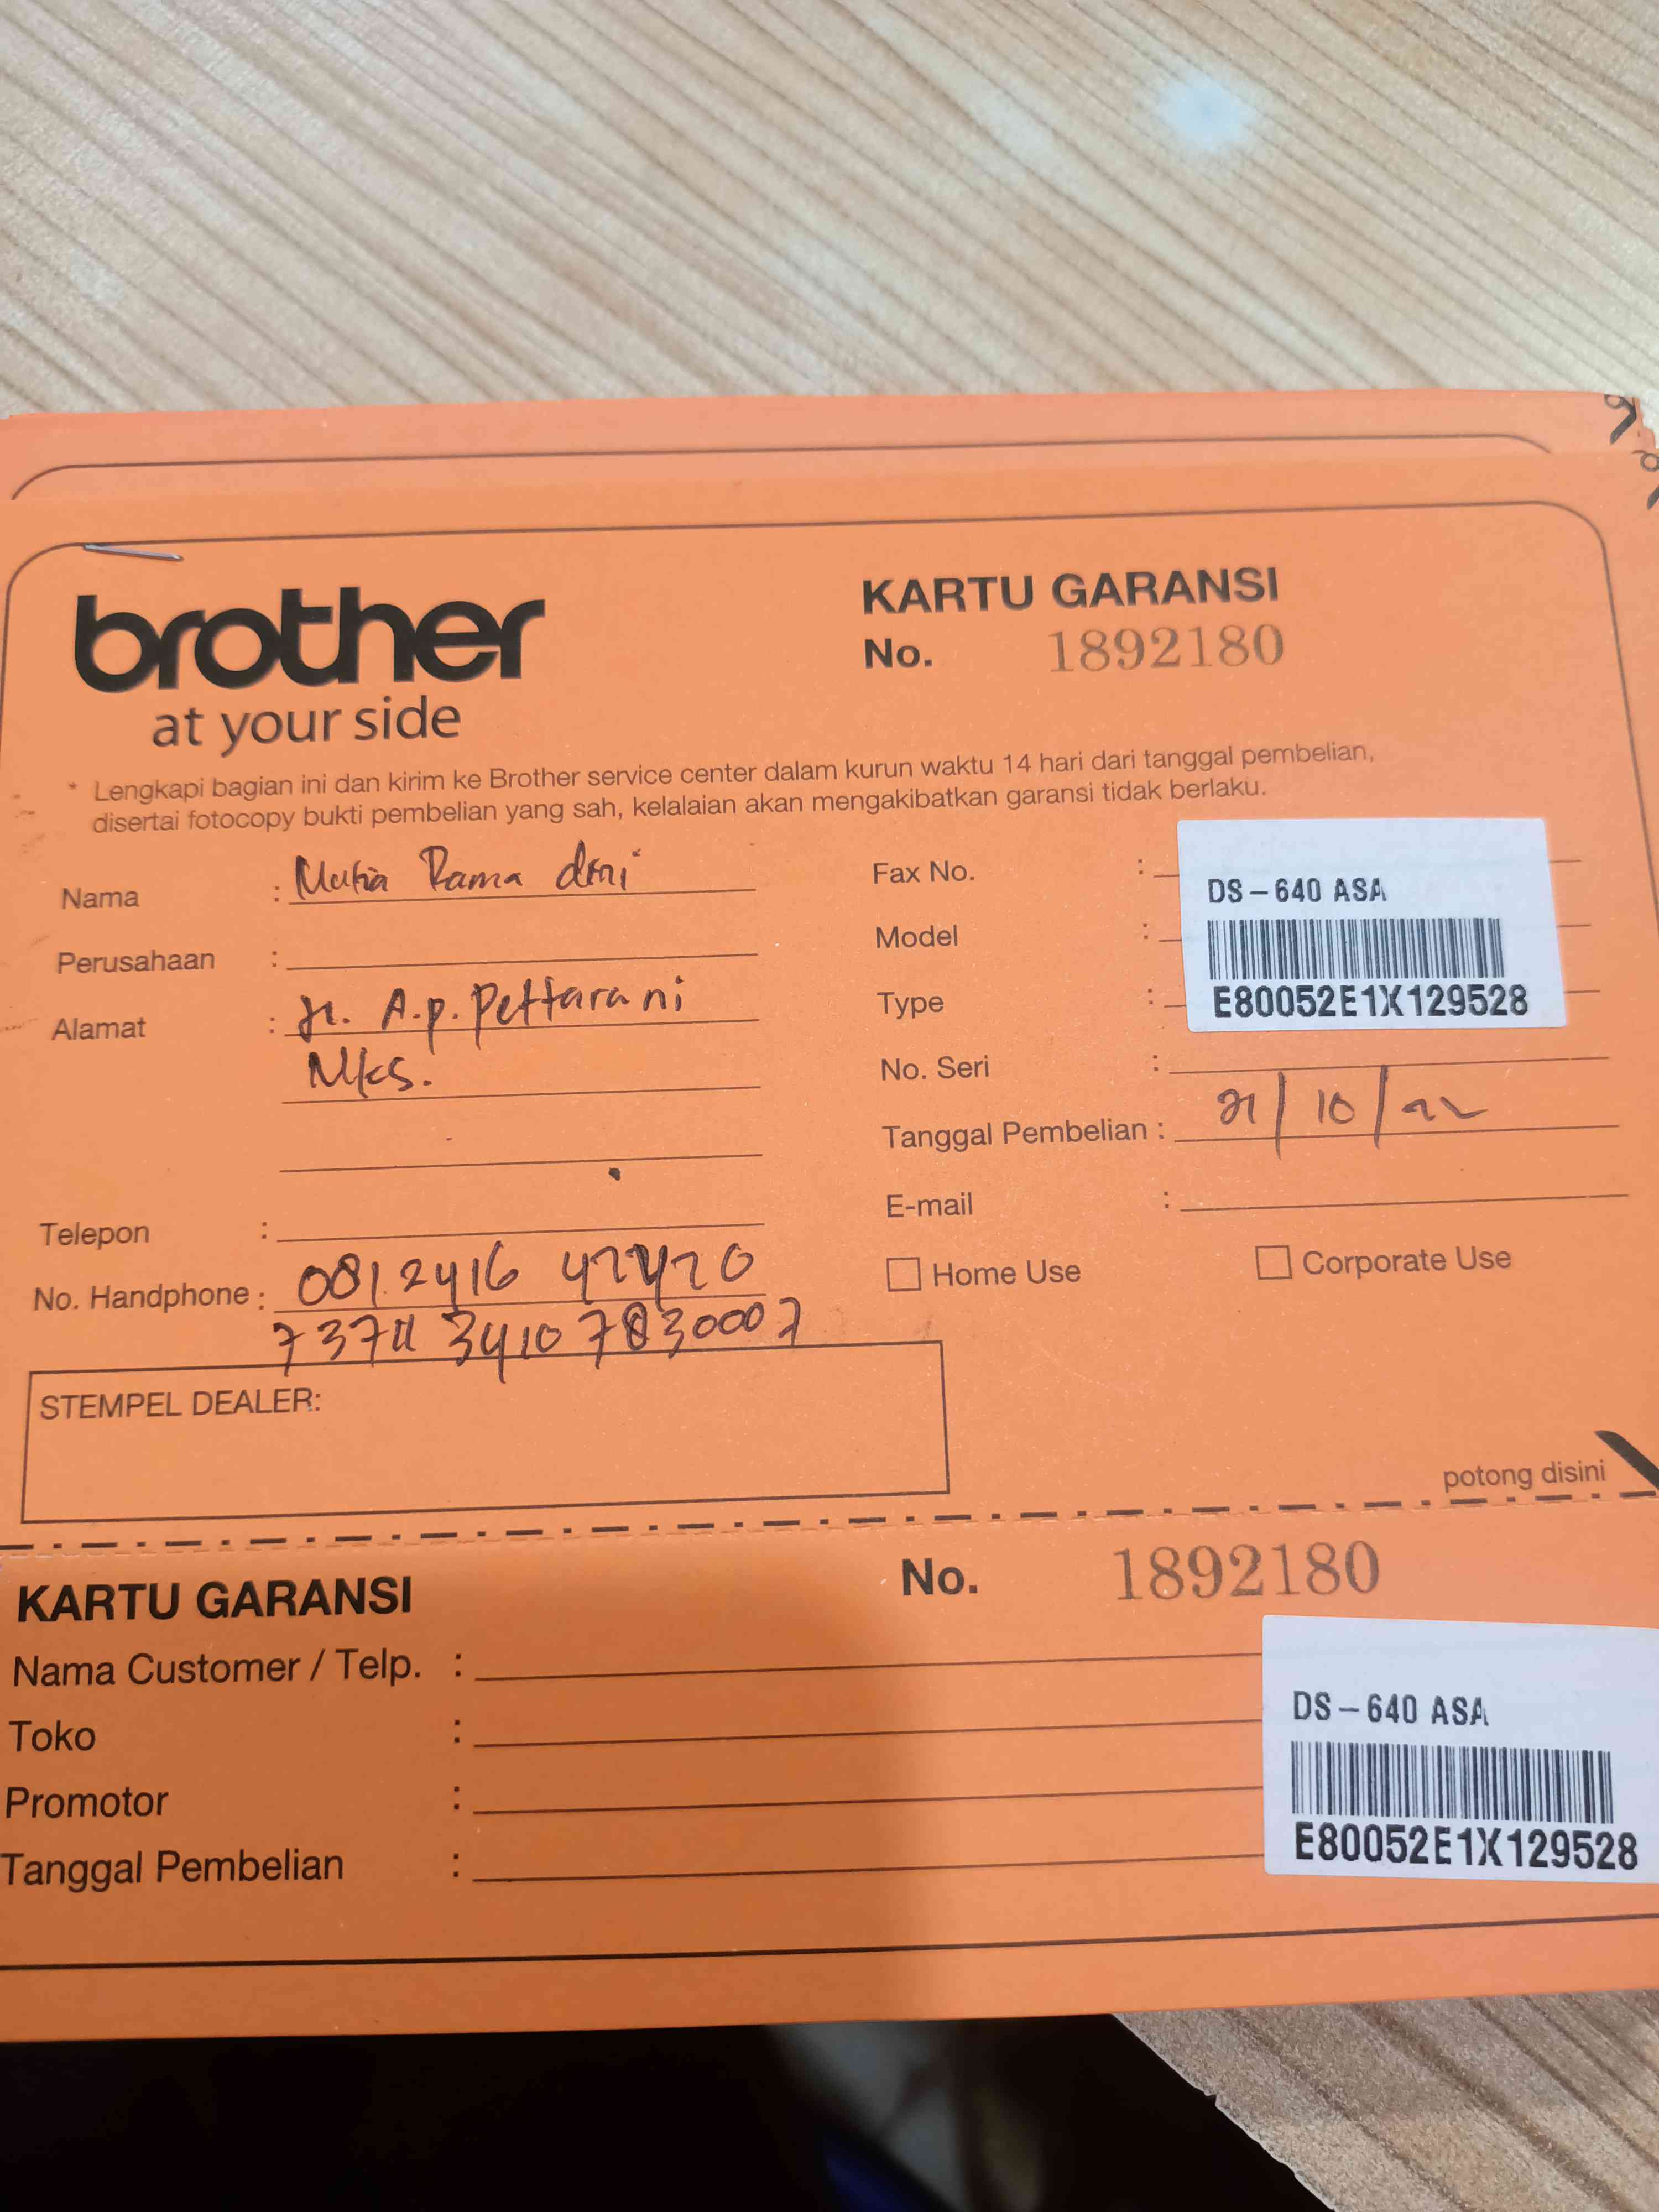 brother
at your side
KARTU GARANSI
No. 1892180
* Lengkapi bagian ini dan kirim ke Brother service center dalam kurun waktu 14 hari dari tanggal pembelian,
disertai fotocopy bukti pembelian yang sah, kelalaian akan mengakibatkan garansi tidak berlaku.
Nama : Mutia Rama dani
Perusahaan :
Alamat : Jl. A.p. Pettarani
Mks.
Telepon :
No. Handphone :
STEMPEL DEALER:
Fax No. :
Model :
Type :
DS-640 ASA
E80052E1X129528
No. Seri :
Tanggal Pembelian : 21/10/22
E-mail :
Home Use
Corporate Use
potong disini
KARTU GARANSI
No. 1892180
Nama Customer / Telp. :
Toko :
Promotor :
Tanggal Pembelian :
DS-640 ASA
E80052E1X129528